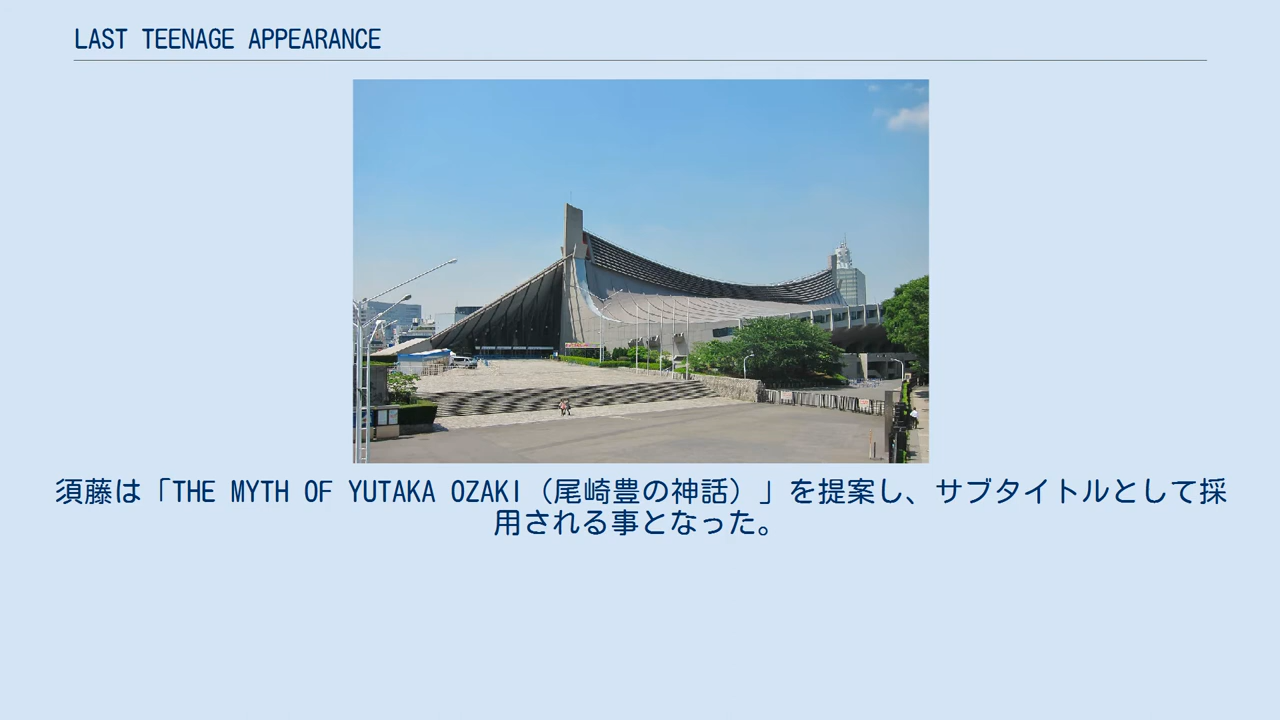 LAST TEENAGE APPEARANCE
須藤は「THE MYTH OF YUTAKA OZAKI（尾崎豊の神話）」を提案し、サブタイトルとして採
用される事となった。